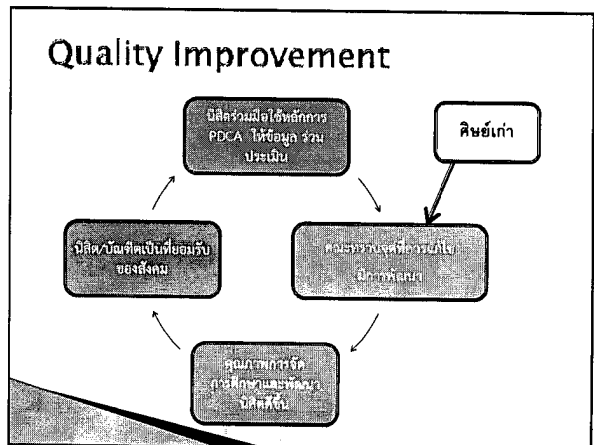 Quality Improvement
นิสิตร่วมมือใช้หลักการ
PDCA ให้ข้อมูล ร่วม
ประเมิน
ศิษย์เก่า
นิสิต/บัณฑิตเป็นที่ยอมรับ
ของสังคม
คณะทราบจุดที่ควรแก้ไข
มีการพัฒนา
คุณภาพการจัด
การศึกษาและพัฒนา
นิสิตดีขึ้น